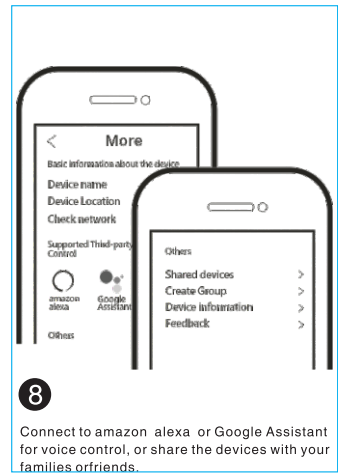 More
Basic information about the device
Device name
Device Location
Check network
Supported Third-party
Control
amazon
alexa
Google
Assistant
Others
Others
Shared devices
Create Group
Device information
Feedback
8
Connect to amazon alexa or Google Assistant
for voice control, or share the devices with your
families orfriends.